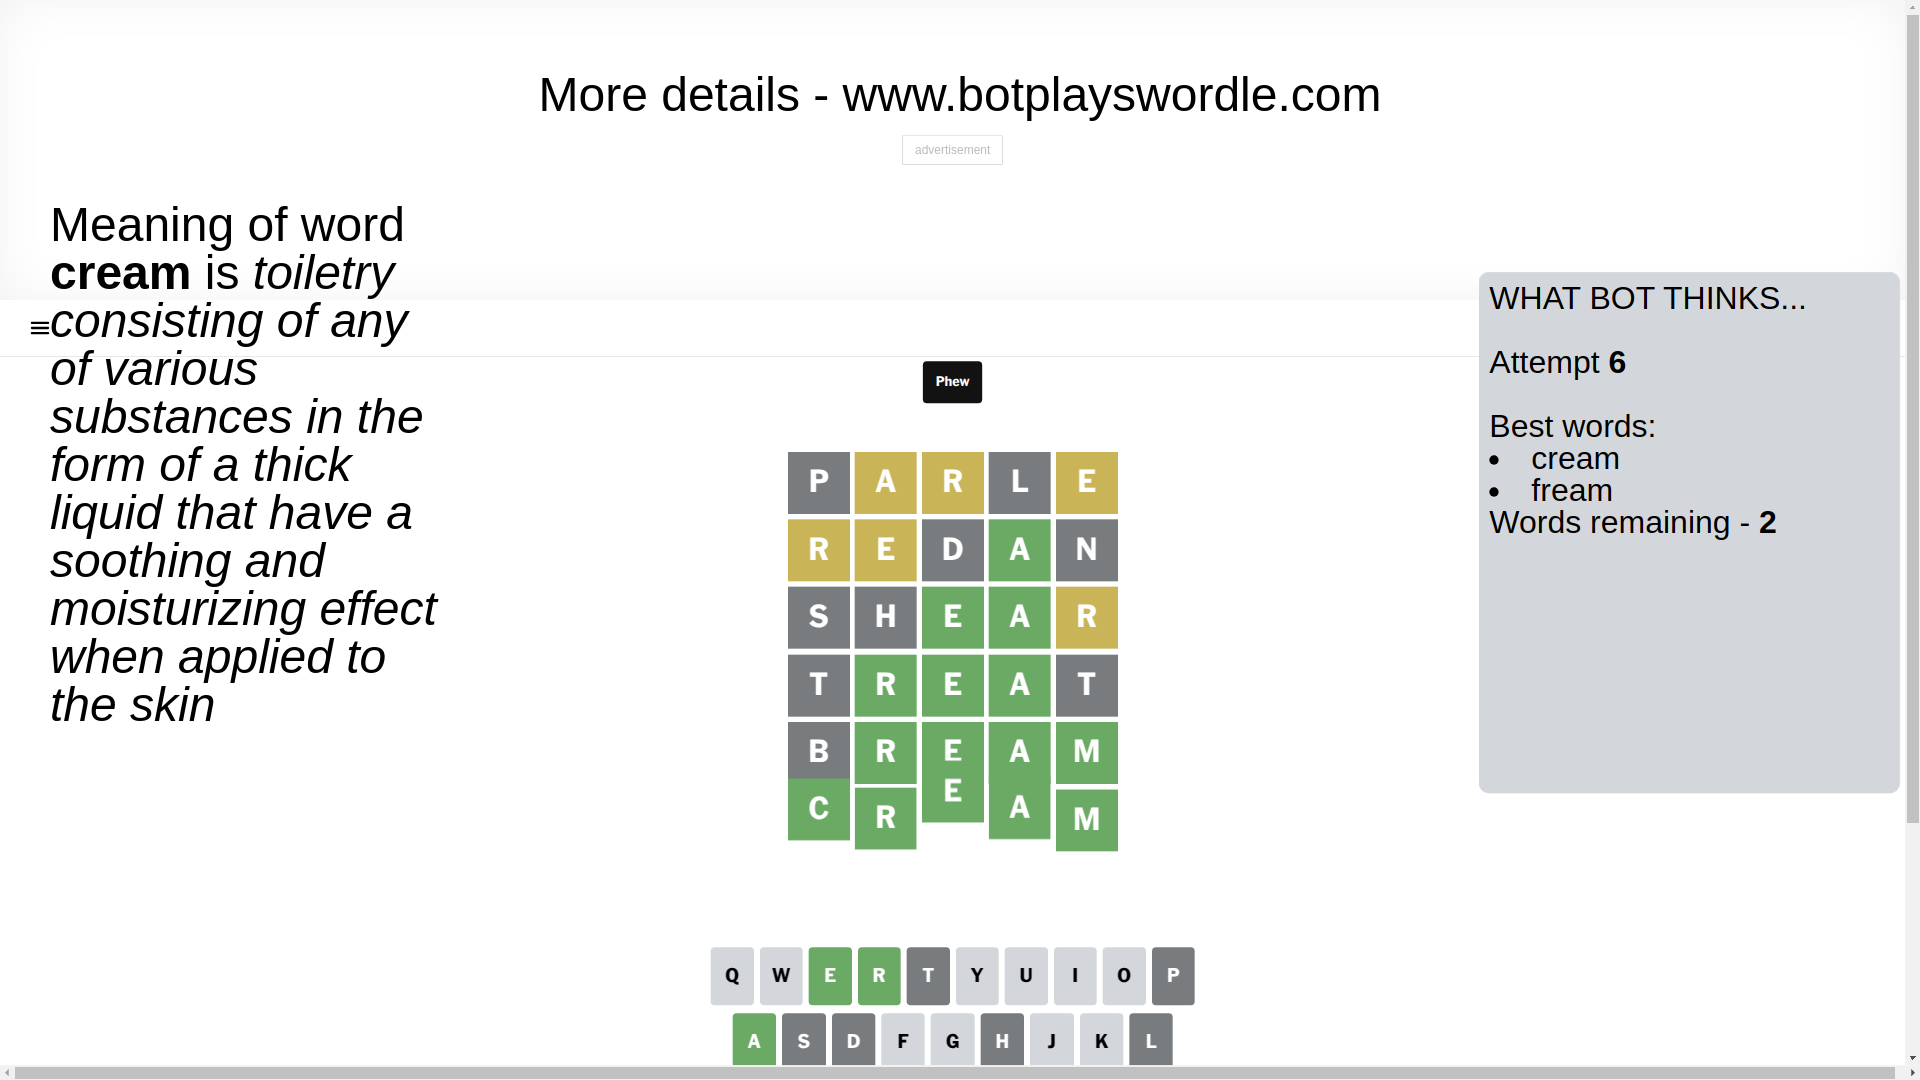 More details - www.botplayswordle.com
advertisement
Meaning of word
cream is toiletry
consisting of any
of various
substances in the
form of a thick
liquid that have a
soothing and
moisturizing effect
when applied to
the skin
WHAT BOT THINKS...
Attempt 6
Best words:
• cream
• fream
Words remaining - 2
Phew
P A R L E
R E D A N
S H E A R
T R E A T
B R E A M
C R E A M
Q W E R T Y U I O P
A S D F G H J K L